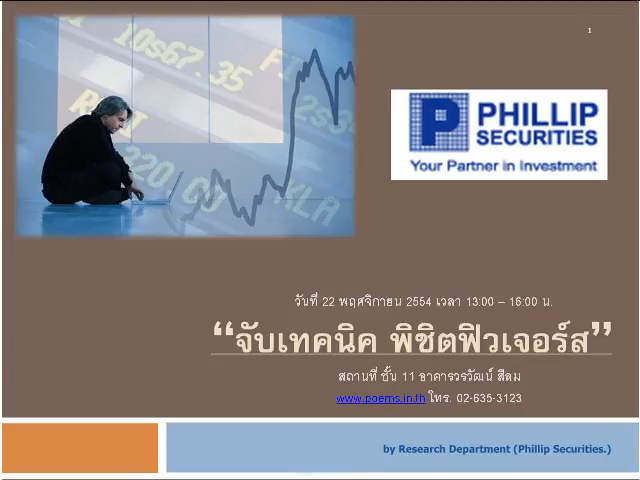 1
PHILLIP
SECURITIES
Your Partner in Investment
10s67.35
วันที่ 22 พฤศจิกายน 2554 เวลา 13:00 – 16:00 น.
“จับเทคนิค พิชิตฟิวเจอร์ส”
สถานที่ ชั้น 11 อาคารวรวัฒน์ สีลม
www.poems.in.th โทร. 02-635-3123
by Research Department (Phillip Securities.)